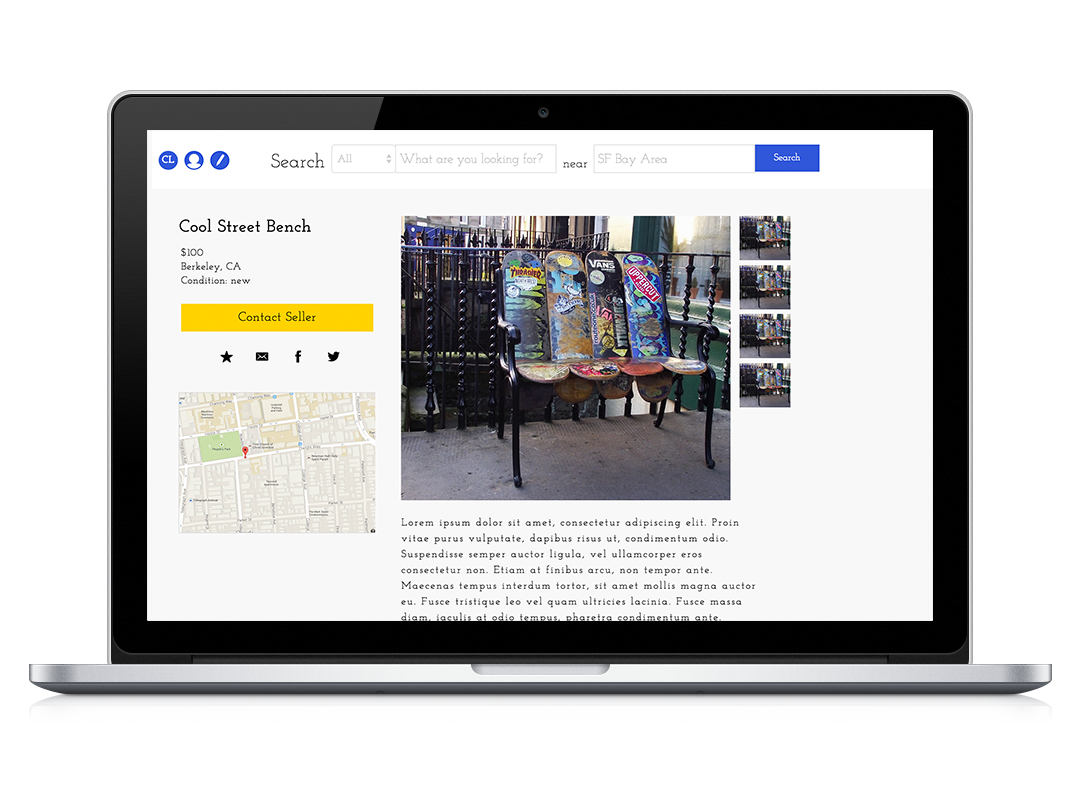 CL
Search
All
What are you looking for?
near
SF Bay Area
Search
Cool Street Bench
$100
Berkeley, CA
Condition: new
Contact Seller
THRASHER
VANS
UPPERCUT
People's Park
Lorem ipsum dolor sit amet, consectetur adipiscing elit. Proin
vitae purus vulputate, dapibus risus ut, condimentum odio.
Suspendisse semper auctor ligula, vel ullamcorper eros
consectetur non. Etiam at finibus arcu, non tempor ante.
Maecenas tempus interdum tortor, sit amet mollis magna auctor
eu. Fusce tristique leo vel quam ultricies lacinia. Fusce massa
diam, iaculis at odio tempus, pharetra condimentum ante.